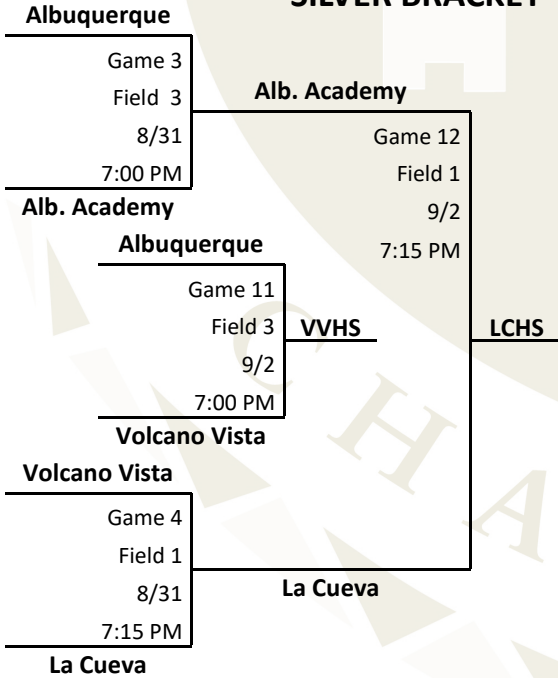 SILVER BRACKET
Albuquerque
Game 3
Field 3
8/31
7:00 PM
Alb. Academy
Alb. Academy
Game 12
Field 1
9/2
7:15 PM
Albuquerque
Game 11
Field 3
9/2
7:00 PM
Volcano Vista
VVHS
LCHS
Volcano Vista
Game 4
Field 1
8/31
7:15 PM
La Cueva
La Cueva
C H A